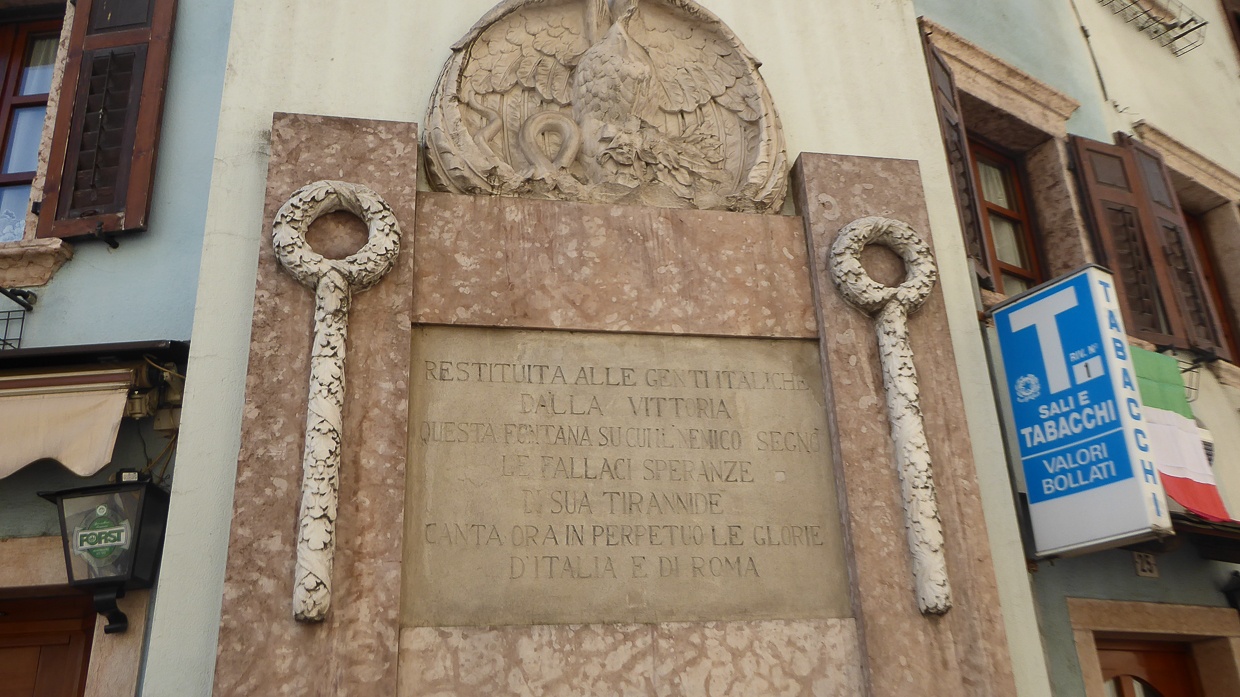 RESTITUITA ALLE GENTI ITALICHE
DALLA VITTORIA
QUESTA FONTANA SU CUI IL NEMICO SEGNÒ
LE FALLACI SPERANZE
DI SUA TIRANNIDE
CANTA ORA IN PERPETUO LE GLORIE
D'ITALIA E DI ROMA
FORST
T
RIV. N°
1
SALI E
TABACCHI
VALORI
BOLLATI
TABACCHI
25